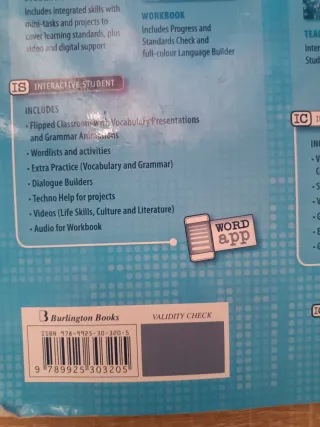 Includes integrated skills with
mini-tasks and projects to
cover learning standards, plus
video and digital support
WORKBOOK
Includes Progress and
Standards Check and
full-colour Language Builder
IS INTERACTIVE STUDENT
INCLUDES
• Flipped Classroom with Vocabulary Presentations
and Grammar Animations
• Wordlists and activities
• Extra Practice (Vocabulary and Grammar)
• Dialogue Builders
• Techno Help for projects
• Videos (Life Skills, Culture and Literature)
• Audio for Workbook
WORD
app
IC
Burlington Books
VALIDITY CHECK
ISBN 978-9925-30-320-5
9 789925 303205